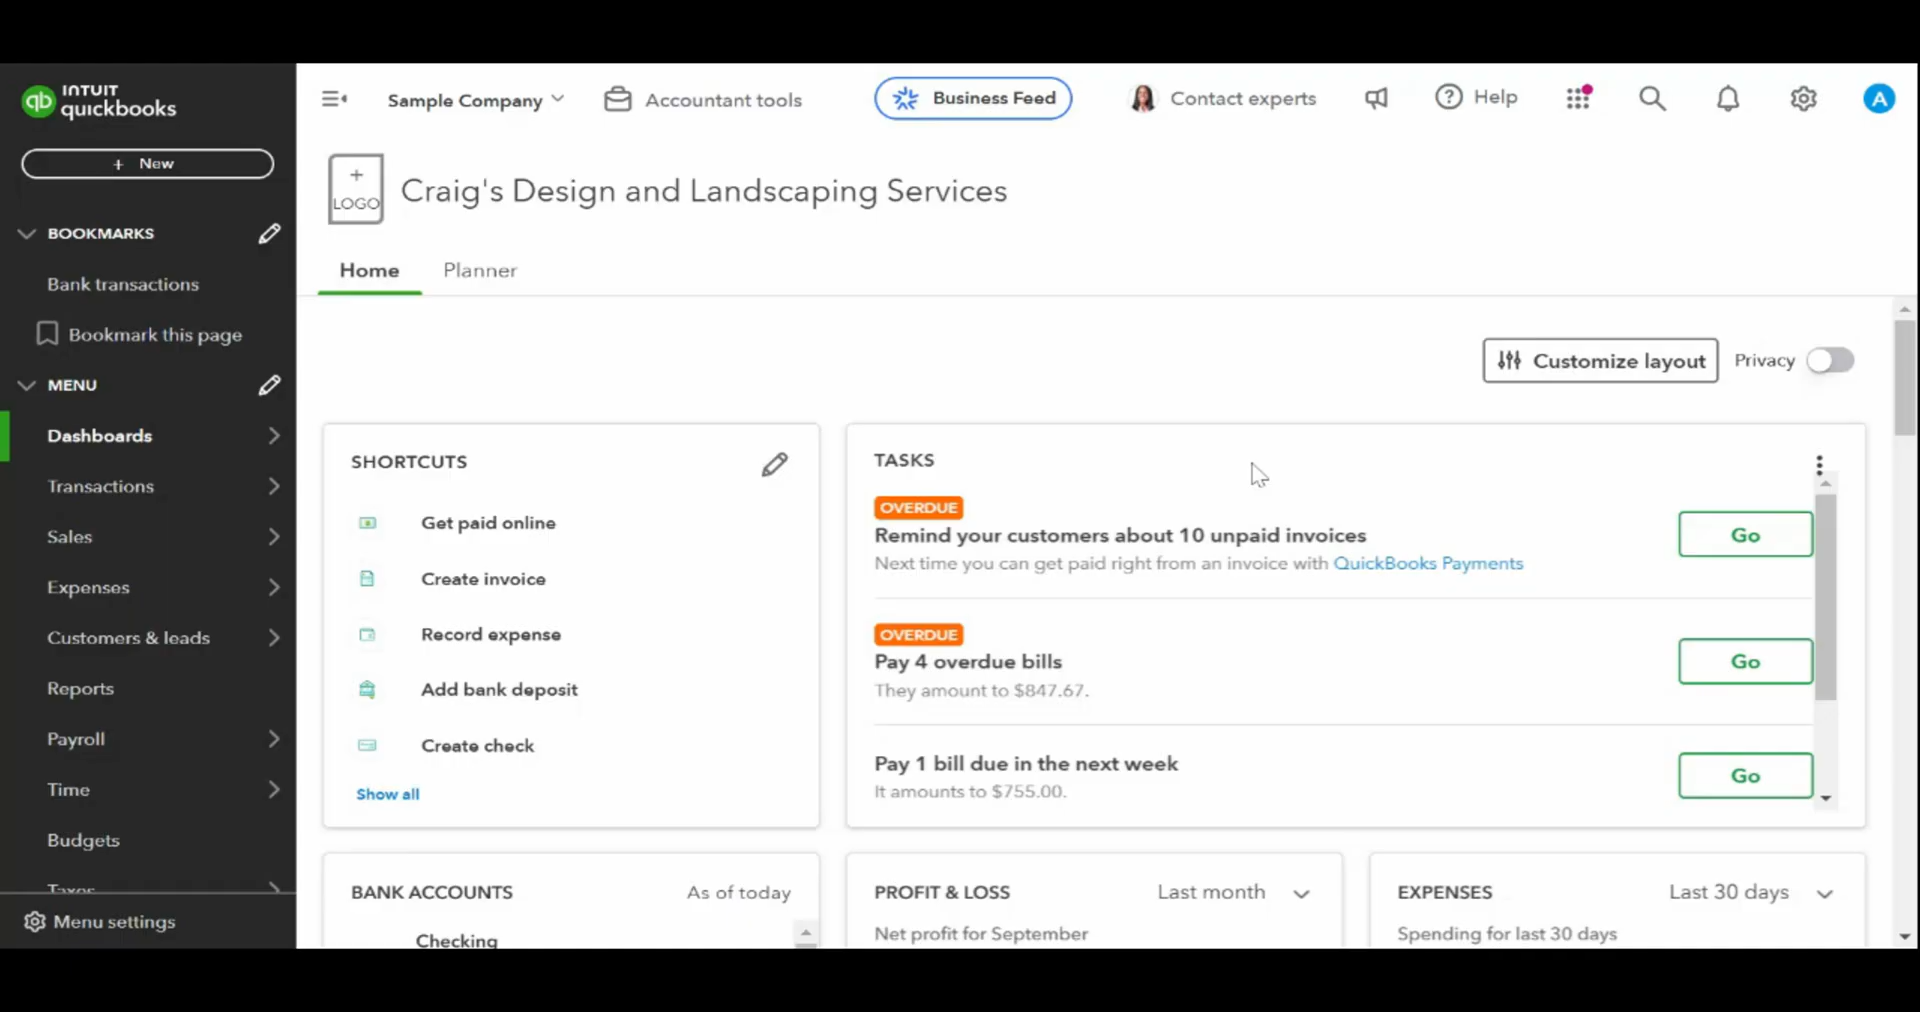 INTUIT
quickbooks
+ New
BOOKMARKS
Bank transactions
Bookmark this page
MENU
Dashboards
Transactions
Sales
Expenses
Customers & leads
Reports
Payroll
Time
Budgets
Taxes
Menu settings
Sample Company
Accountant tools
Business Feed
Contact experts
Help
A
+
LOGO
Craig's Design and Landscaping Services
Home
Planner
Customize layout
Privacy
SHORTCUTS
Get paid online
Create invoice
Record expense
Add bank deposit
Create check
Show all
TASKS
OVERDUE
Remind your customers about 10 unpaid invoices
Next time you can get paid right from an invoice with QuickBooks Payments
Go
OVERDUE
Pay 4 overdue bills
They amount to $847.67.
Go
Pay 1 bill due in the next week
It amounts to $755.00.
Go
BANK ACCOUNTS
As of today
Checking
PROFIT & LOSS
Last month
Net profit for September
EXPENSES
Last 30 days
Spending for last 30 days